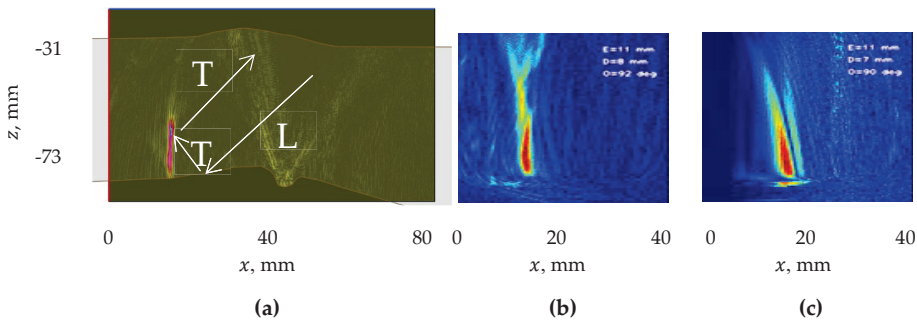 -31
-73
z, mm
T
T
L
0 40 80
x, mm
(a)
E=11 mm
D=8 mm
O=92 deg
0 20 40
x, mm
(b)
E=11 mm
D=7 mm
O=90 deg
0 20 40
x, mm
(c)